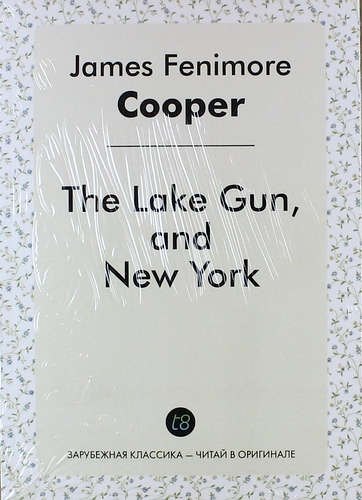 James Fenimore
Cooper
The Lake Gun,
and
New York
t8
ЗАРУБЕЖНАЯ КЛАССИКА — ЧИТАЙ В ОРИГИНАЛЕ